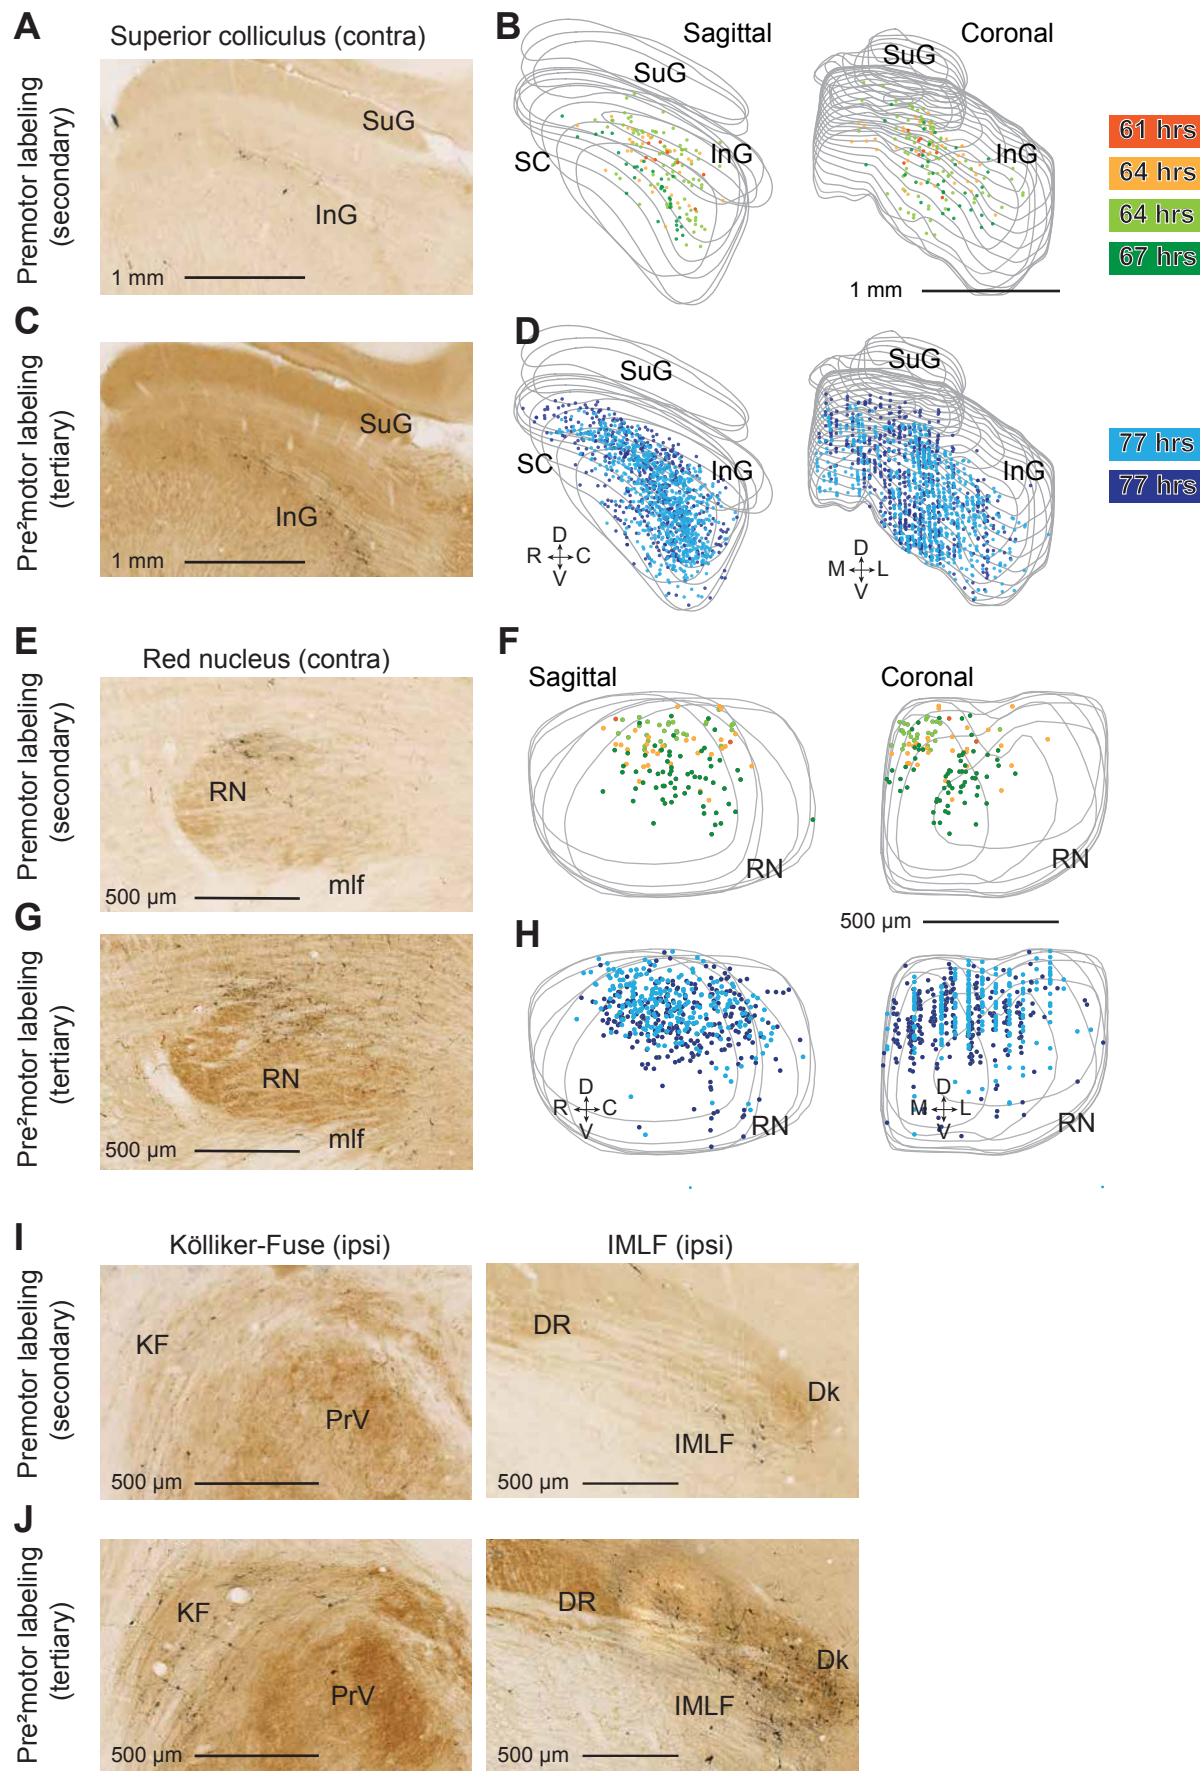 A
Superior colliculus (contra)
Premotor labeling
(secondary)
SuG
InG
1 mm
B
Sagittal
Coronal
SuG
SuG
InG
InG
SC
1 mm
61 hrs
64 hrs
64 hrs
67 hrs
C
Pre²motor labeling
(tertiary)
SuG
InG
1 mm
D
SuG
SuG
SC
InG
InG
D
R C
V
D
M L
V
77 hrs
77 hrs
E
Red nucleus (contra)
Premotor labeling
(secondary)
RN
mlf
500 µm
F
Sagittal
Coronal
RN
RN
500 µm
G
Pre²motor labeling
(tertiary)
RN
mlf
500 µm
H
D
R C
V
RN
D
M L
V
RN
I
Kölliker-Fuse (ipsi)
IMLF (ipsi)
Premotor labeling
(secondary)
KF
PrV
500 µm
DR
Dk
IMLF
500 µm
J
Pre²motor labeling
(tertiary)
KF
PrV
500 µm
DR
Dk
IMLF
500 µm